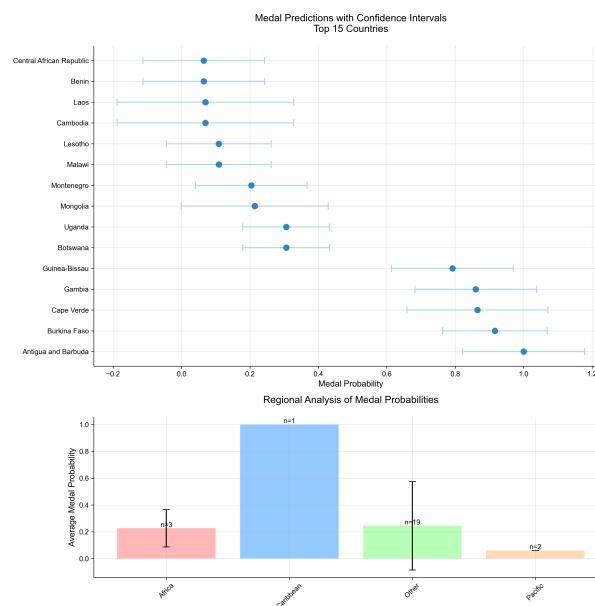 Medal Predictions with Confidence Intervals
Top 15 Countries
Central African Republic
Benin
Laos
Cambodia
Lesotho
Malawi
Montenegro
Mongolia
Uganda
Botswana
Guinea-Bissau
Gambia
Cape Verde
Burkina Faso
Antigua and Barbuda
−0.2 0.0 0.2 0.4 0.6 0.8 1.0 1.2
Medal Probability
Regional Analysis of Medal Probabilities
Average Medal Probability
1.0
0.8
0.6
0.4
0.2
0.0
n=3
n=1
n=19
n=2
Africa
Caribbean
Other
Pacific